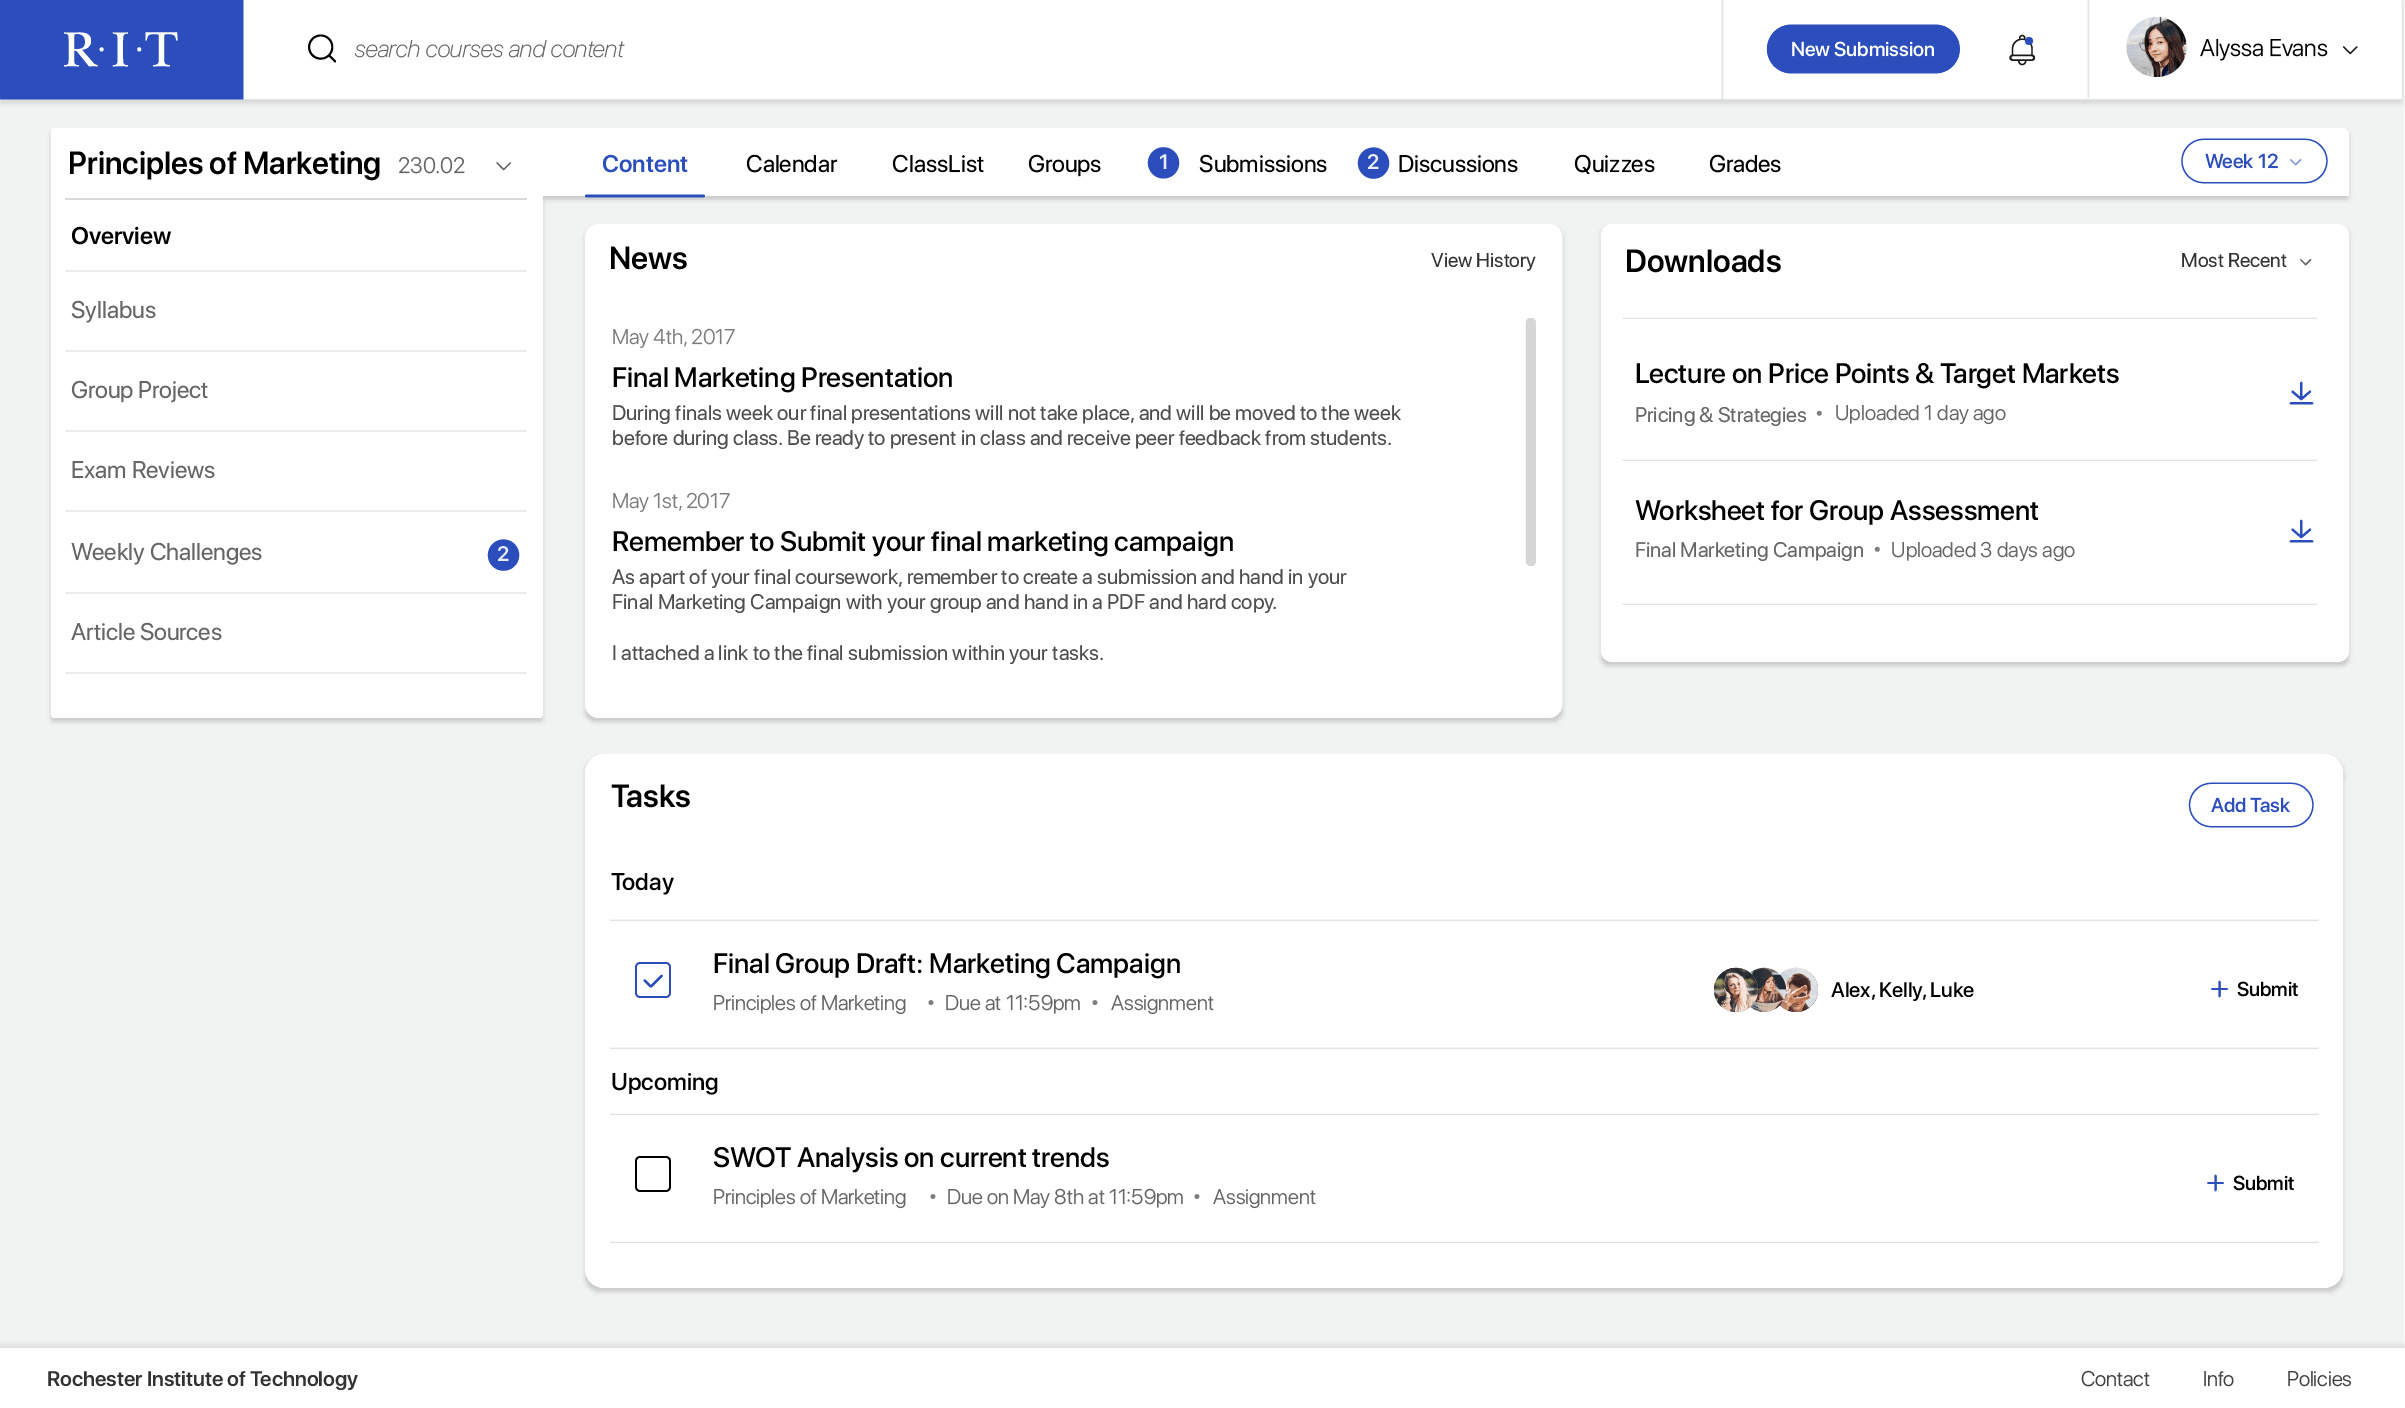 R·I·T
search courses and content
New Submission
Alyssa Evans
Principles of Marketing 230.02
Content
Calendar
ClassList
Groups
1 Submissions
2 Discussions
Quizzes
Grades
Week 12
Overview
Syllabus
Group Project
Exam Reviews
Weekly Challenges 2
Article Sources
News
View History
May 4th, 2017
Final Marketing Presentation
During finals week our final presentations will not take place, and will be moved to the week
before during class. Be ready to present in class and receive peer feedback from students.
May 1st, 2017
Remember to Submit your final marketing campaign
As apart of your final coursework, remember to create a submission and hand in your
Final Marketing Campaign with your group and hand in a PDF and hard copy.
I attached a link to the final submission within your tasks.
Downloads
Most Recent
Lecture on Price Points & Target Markets
Pricing & Strategies • Uploaded 1 day ago
Worksheet for Group Assessment
Final Marketing Campaign • Uploaded 3 days ago
Tasks
Add Task
Today
Final Group Draft: Marketing Campaign
Principles of Marketing • Due at 11:59pm • Assignment
Alex, Kelly, Luke
+ Submit
Upcoming
SWOT Analysis on current trends
Principles of Marketing • Due on May 8th at 11:59pm • Assignment
+ Submit
Rochester Institute of Technology
Contact
Info
Policies